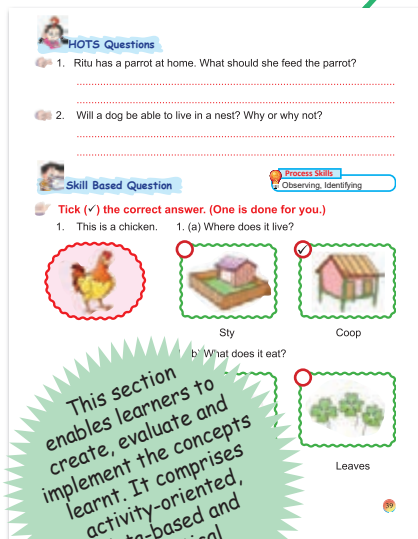 HOTS Questions
1. Ritu has a parrot at home. What should she feed the parrot?
2. Will a dog be able to live in a nest? Why or why not?
Skill Based Question
Process Skills
Observing, Identifying
Tick (✓) the correct answer. (One is done for you.)
1. This is a chicken. 1. (a) Where does it live?
Sty Coop
b) What does it eat?
Leaves
This section
enables learners to
create, evaluate and
implement the concepts
learnt. It comprises
activity-oriented,
-based and
39